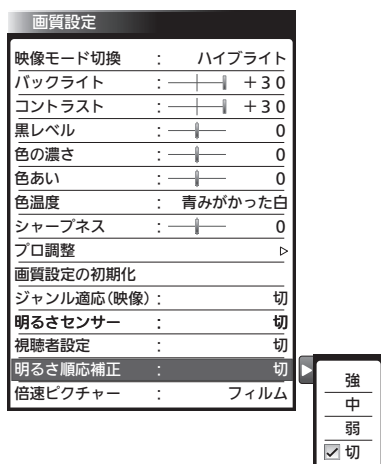 画質設定
映像モード切換 : ハイブライト
バックライト : +30
コントラスト : +30
黒レベル : 0
色の濃さ : 0
色あい : 0
色温度 : 青みがかった白
シャープネス : 0
プロ調整
画質設定の初期化
ジャンル適応(映像) : 切
明るさセンサー : 切
視聴者設定 : 切
明るさ順応補正 : 切
倍速ピクチャー : フィルム
強
中
弱
切